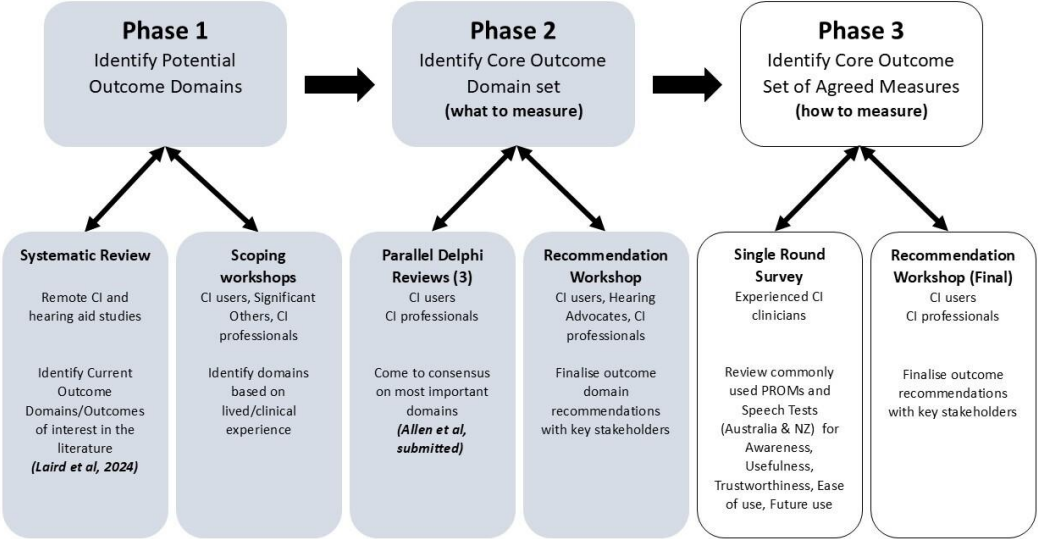 Phase 1
Identify Potential
Outcome Domains
Phase 2
Identify Core Outcome
Domain set
(what to measure)
Phase 3
Identify Core Outcome
Set of Agreed Measures
(how to measure)
Systematic Review
Remote CI and
hearing aid studies
Identify Current
Outcome
Domains/Outcomes
of interest in the
literature
(Laird et al, 2024)
Scoping
workshops
CI users, Significant
Others, CI
professionals
Identify domains
based on
lived/clinical
experience
Parallel Delphi
Reviews (3)
CI users
CI professionals
Come to consensus
on most important
domains
(Allen et al,
submitted)
Recommendation
Workshop
CI users, Hearing
Advocates, CI
professionals
Finalise outcome
domain
recommendations
with key stakeholders
Single Round
Survey
Experienced CI
clinicians
Review commonly
used PROMs and
Speech Tests
(Australia & NZ) for
Awareness,
Usefulness,
Trustworthiness, Ease
of use, Future use
Recommendation
Workshop (Final)
CI users
CI professionals
Finalise outcome
recommendations
with key stakeholders